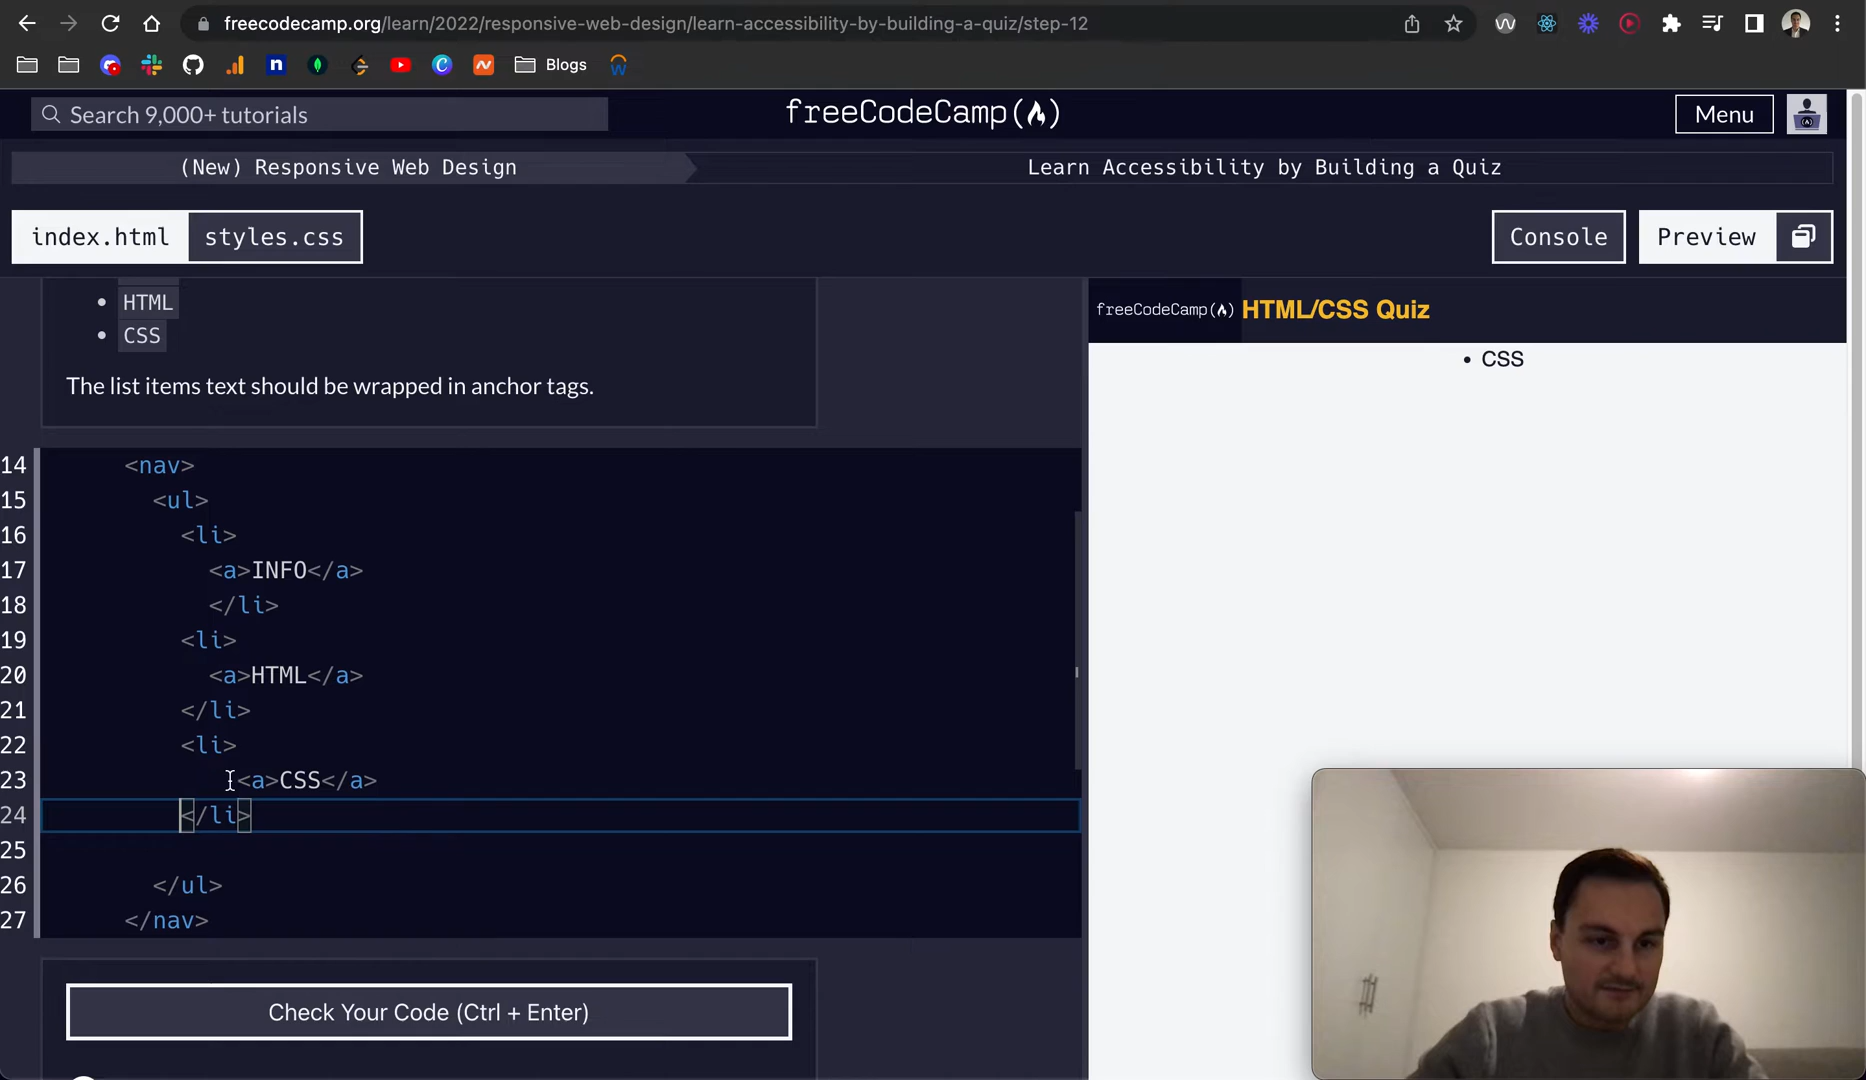 freecodecamp.org/learn/2022/responsive-web-design/learn-accessibility-by-building-a-quiz/step-12
Blogs
Search 9,000+ tutorials
freeCodeCamp
Menu
(New) Responsive Web Design
Learn Accessibility by Building a Quiz
index.html
styles.css
Console
Preview
HTML
CSS
The list items text should be wrapped in anchor tags.
14 <nav>
15 <ul>
16 <li>
17 <a>INFO</a>
18 </li>
19 <li>
20 <a>HTML</a>
21 </li>
22 <li>
23 <a>CSS</a>
24 </li>
25
26 </ul>
27 </nav>
Check Your Code (Ctrl + Enter)
freeCodeCamp
HTML/CSS Quiz
• CSS